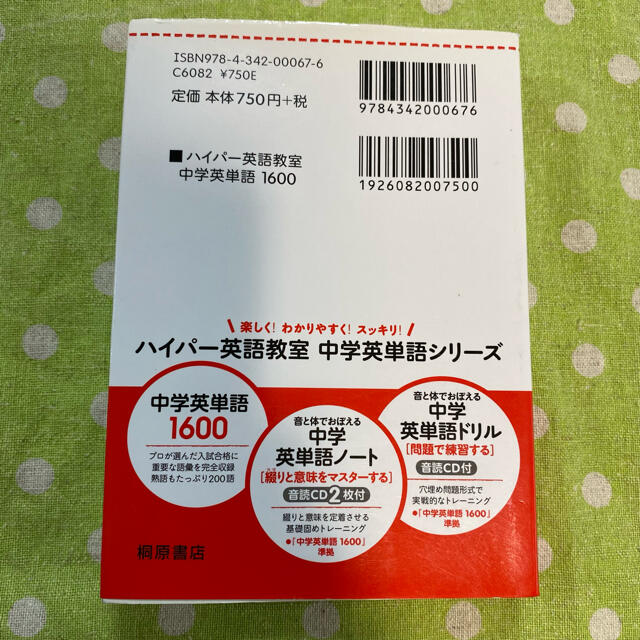 ISBN978-4-342-00067-6
C6082 ¥750E
定価 本体750円+税
9784342000676
■ ハイパー英語教室
中学英単語 1600
1926082007500
楽しく! わかりやすく! スッキリ!
ハイパー英語教室 中学英単語シリーズ
中学英単語
1600
プロが選んだ入試合格に
重要な語彙を完全収録
熟語もたっぷり200語
音と体でおぼえる
中学
英単語ノート
[綴りと意味をマスターする]
音読CD2枚付
綴りと意味を定着させる
基礎固めトレーニング
●「中学英単語 1600」
準拠
音と体でおぼえる
中学
英単語ドリル
[問題で練習する]
音読CD付
穴埋め問題形式で
実戦的なトレーニング
●「中学英単語 1600」
準拠
桐原書店